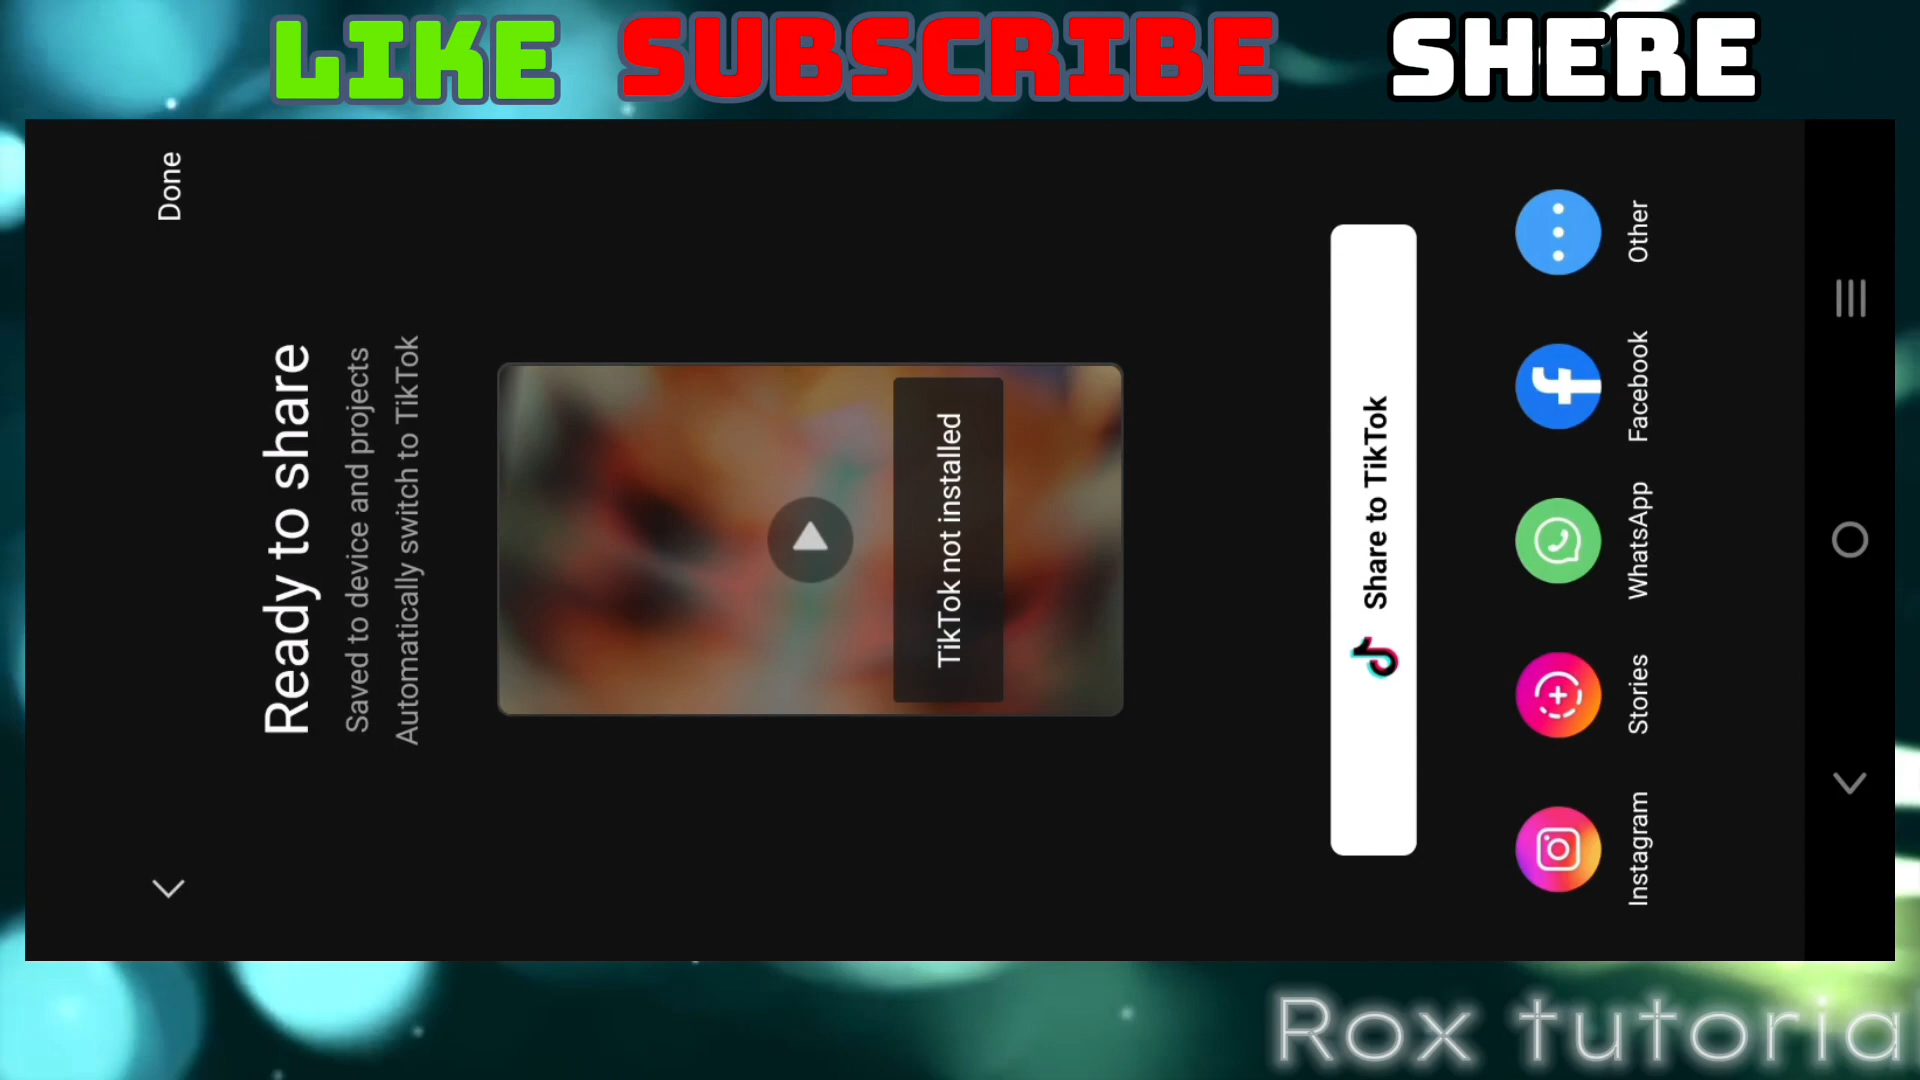 LIKE SUBSCRIBE SHERE
Done
Ready to share
Saved to device and projects
Automatically switch to TikTok
TikTok not installed
Share to TikTok
Instagram
Stories
WhatsApp
Facebook
Other
Rox tutorial